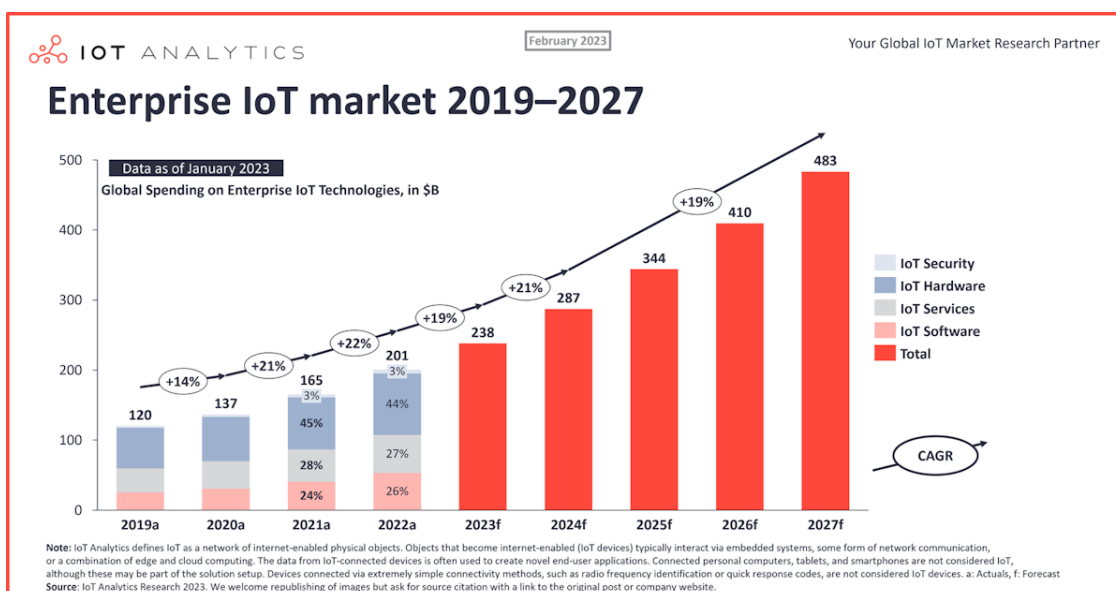 IOT ANALYTICS
February 2023
Your Global IoT Market Research Partner
Enterprise IoT market 2019–2027
Data as of January 2023
Global Spending on Enterprise IoT Technologies, in $B
500
400
300
200
100
0
+14%
+21%
+22%
+19%
+21%
+19%
120
137
165
201
238
287
344
410
483
3%
45%
28%
24%
3%
44%
27%
26%
2019a
2020a
2021a
2022a
2023f
2024f
2025f
2026f
2027f
IoT Security
IoT Hardware
IoT Services
IoT Software
Total
CAGR
Note: IoT Analytics defines IoT as a network of internet-enabled physical objects. Objects that become internet-enabled (IoT devices) typically interact via embedded systems, some form of network communication,
or a combination of edge and cloud computing. The data from IoT-connected devices is often used to create novel end-user applications. Connected personal computers, tablets, and smartphones are not considered IoT,
although these may be part of the solution setup. Devices connected via extremely simple connectivity methods, such as radio frequency identification or quick response codes, are not considered IoT devices. a: Actuals, f: Forecast
Source: IoT Analytics Research 2023. We welcome republishing of images but ask for source citation with a link to the original post or company website.